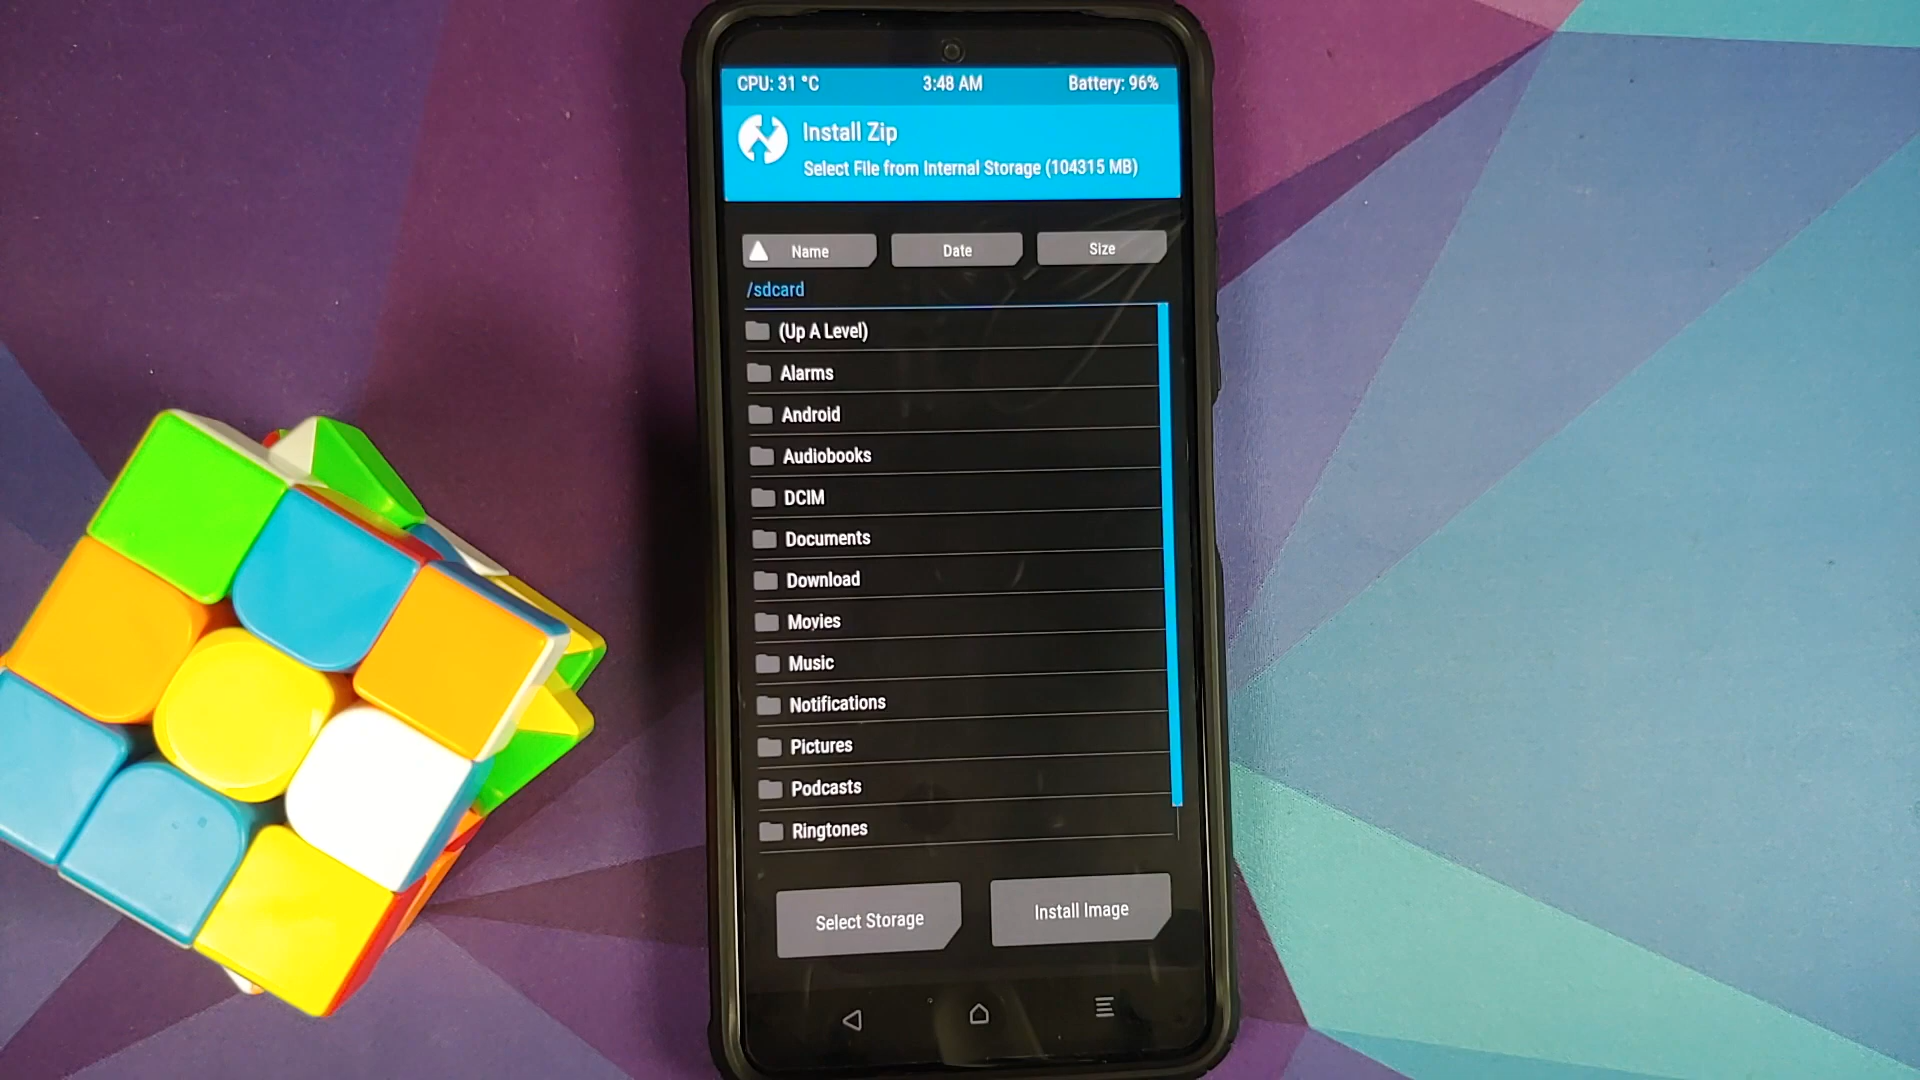 CPU: 31 °C 3:48 AM Battery: 96%
Install Zip
Select File from Internal Storage (104315 MB)
Name Date Size
/sdcard
(Up A Level)
Alarms
Android
Audiobooks
DCIM
Documents
Download
Movies
Music
Notifications
Pictures
Podcasts
Ringtones
Select Storage Install Image